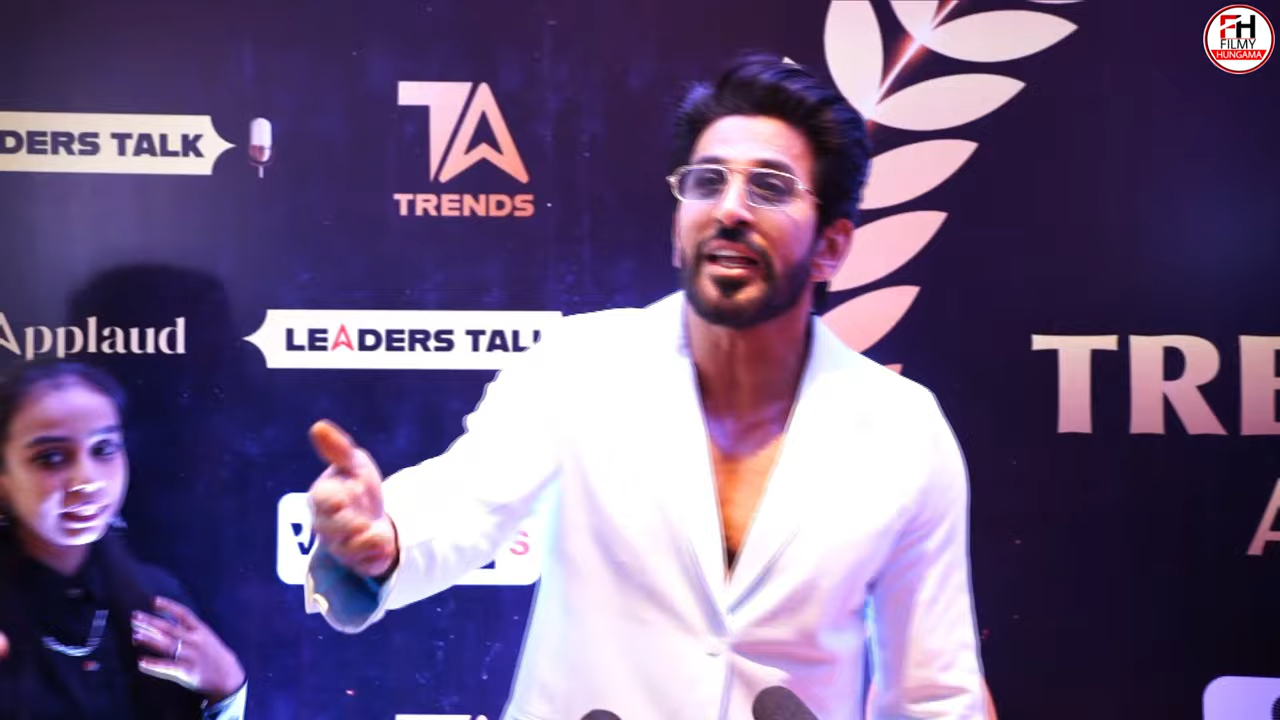 FH
FILMY
HUNGAMA
DERS TALK
TA
TRENDS
Applaud
LEADERS TAL
TRE
A
S